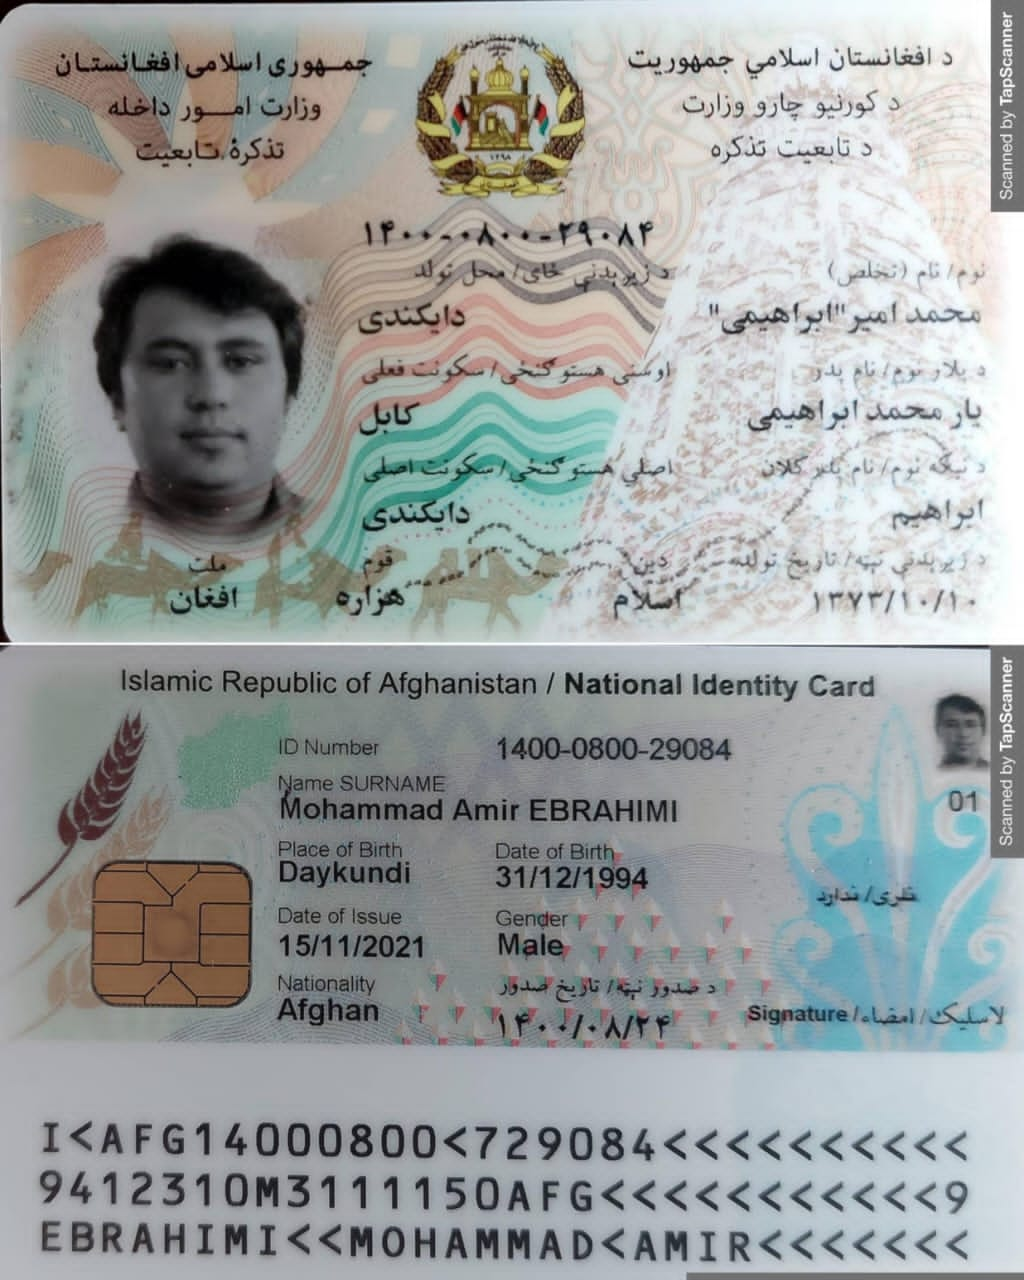 جمهوری اسلامی افغانستان
وزارت امور داخله
تذکرهٔ تابعیت
د افغانستان اسلامي جمهوریت
د کورنیو چارو وزارت
د تابعیت تذکره
۱۲۹۸
۱۴۰۰-۰۸۰۰-۲۹۰۸۴
نوم/ نام (تخلص)
محمد امیر"ابراهیمی"
د زیږېدنې ځای/ محل تولد
دایکندی
د پلار نوم/ نام پدر
یار محمد ابراهیمی
اوسنی هستوګنځی/ سکونت فعلی
کابل
د نیکه نوم/ نام پدر کلان
ابراهیم
اصلي هستوګنځی/ سکونت اصلی
دایکندی
د زیږېدنې نېټه/ تاریخ تولد
۱۳۷۳/۱۰/۱۰
دین
اسلام
قوم
هزاره
ملت
افغان
Scanned by TapScanner
Islamic Republic of Afghanistan / National Identity Card
ID Number 1400-0800-29084
Name SURNAME
Mohammad Amir EBRAHIMI
01
Place of Birth Date of Birth
Daykundi 31/12/1994
نلري/ ندارد
Date of Issue Gender
15/11/2021 Male
Nationality د صدور نېټه/ تاریخ صدور
Afghan ۱۴۰۰/۰۸/۲۴
Signature/لاسلیک/ امضاء
Scanned by TapScanner
I<AFG14000800<729084<<<<<<<<<<
9412310M3111150AFG<<<<<<<<<<<9
EBRAHIMI<<MOHAMMAD<AMIR<<<<<<<